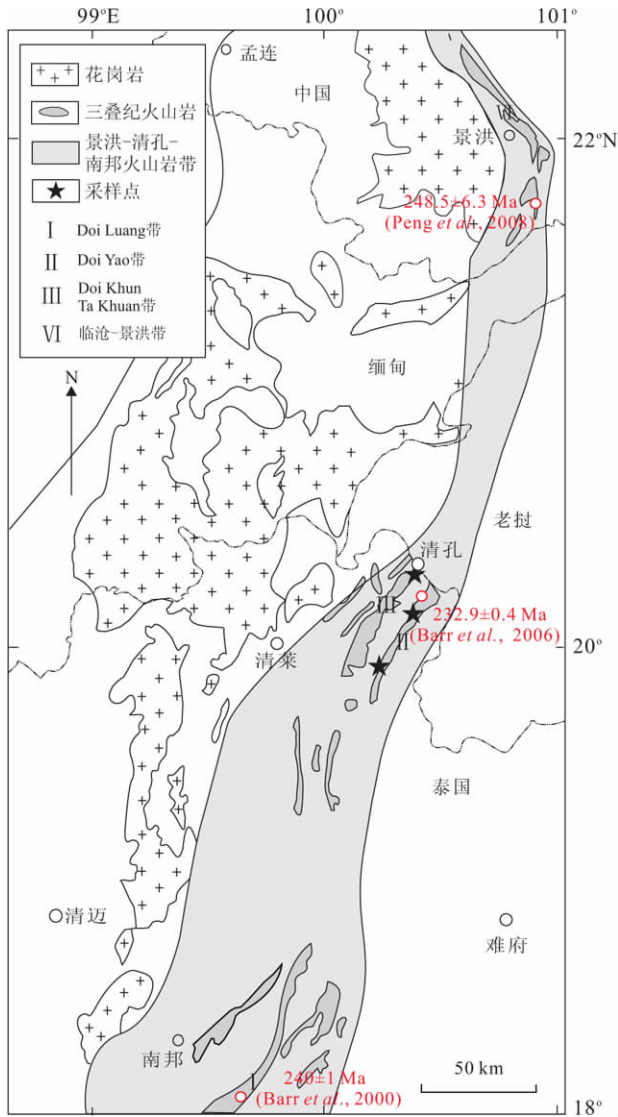 99°E
100°E
101°E
花岗岩
三叠纪火山岩
景洪-清孔-
南邦火山岩带
采样点
I Doi Luang带
II Doi Yao带
III Doi Khun
Ta Khuan带
VI 临沧-景洪带
N
孟连
中国
VI
景洪
22°N
248.5±6.3 Ma
(Peng et al., 2008)
缅甸
老挝
清孔
III
232.9±0.4 Ma
(Barr et al., 2006)
II
清莱
20°
泰国
清迈
难府
南邦
I
240±1 Ma
(Barr et al., 2000)
50 km
18°